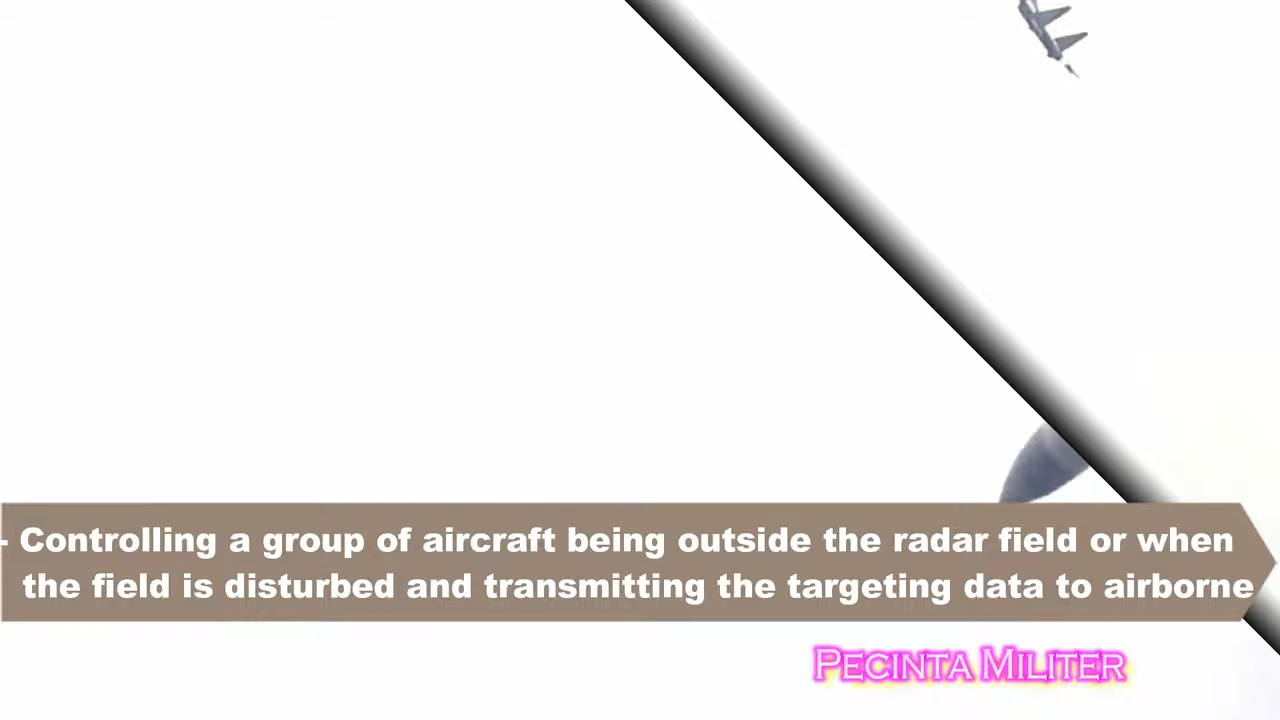 - Controlling a group of aircraft being outside the radar field or when
the field is disturbed and transmitting the targeting data to airborne
Pecinta Militer